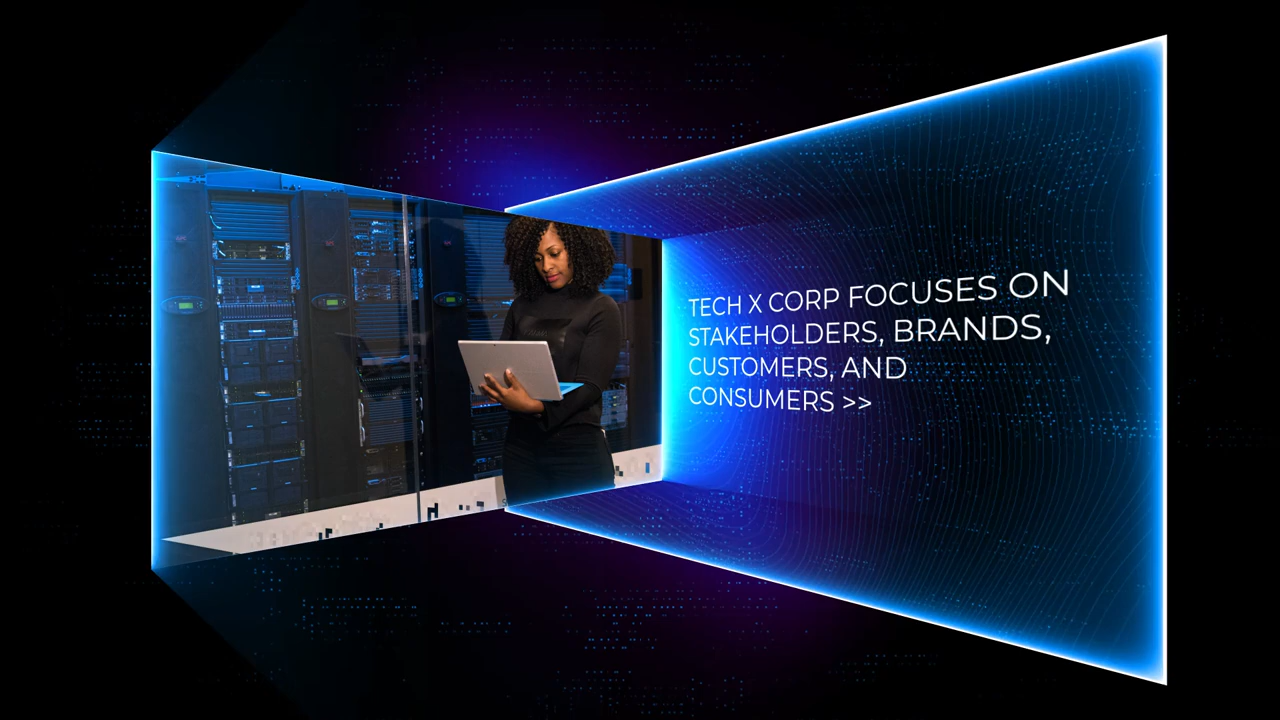 TECH X CORP FOCUSES ON
STAKEHOLDERS, BRANDS,
CUSTOMERS, AND
CONSUMERS >>